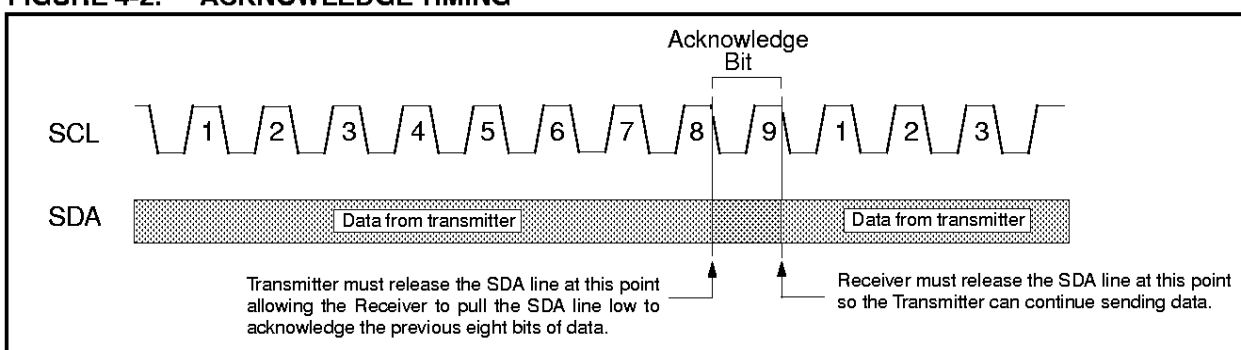 FIGURE 4-2: ACKNOWLEDGE TIMING
Acknowledge
Bit
SCL 1 2 3 4 5 6 7 8 9 1 2 3
SDA Data from transmitter Data from transmitter
Transmitter must release the SDA line at this point
allowing the Receiver to pull the SDA line low to
acknowledge the previous eight bits of data.
Receiver must release the SDA line at this point
so the Transmitter can continue sending data.